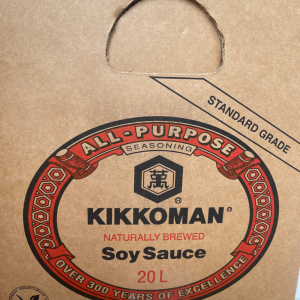 STANDARD GRADE
ALL-PURPOSE
SEASONING
萬
®
KIKKOMAN®
NATURALLY BREWED
Soy Sauce
20 L
OVER 300 YEARS OF EXCELLENCE